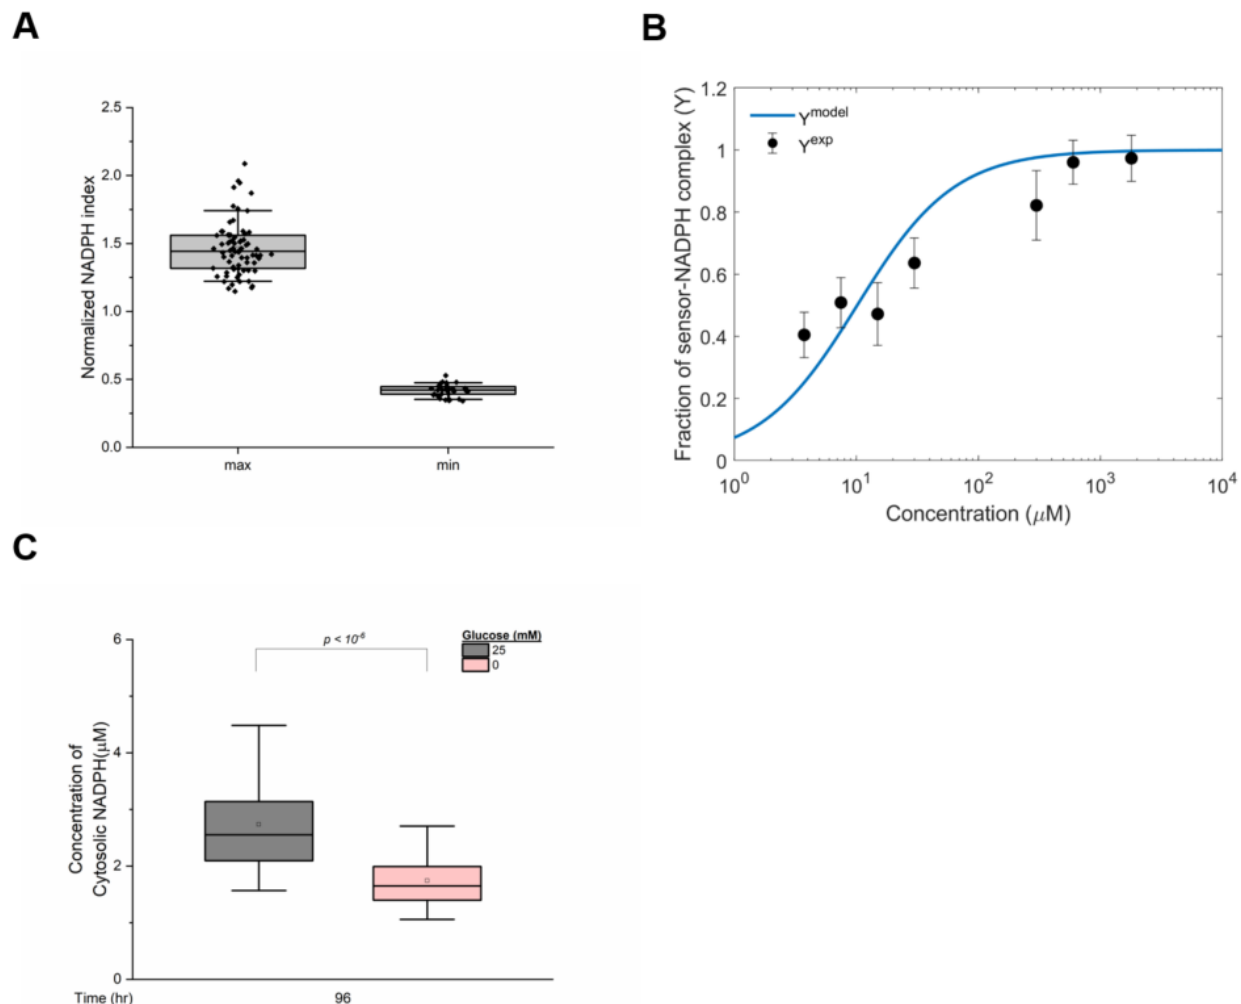 A
Normalized NADPH index
2.5
2.0
1.5
1.0
0.5
0.0
max
min
B
Fraction of sensor-NADPH complex (Y)
1.2
1
0.8
0.6
0.4
0.2
0
Y^model
Y^exp
10^0
10^1
10^2
10^3
10^4
Concentration (μM)
C
Concentration of
Cytosolic NADPH(μM)
6
4
2
0
p < 10^-6
Glucose (mM)
25
0
Time (hr)
96